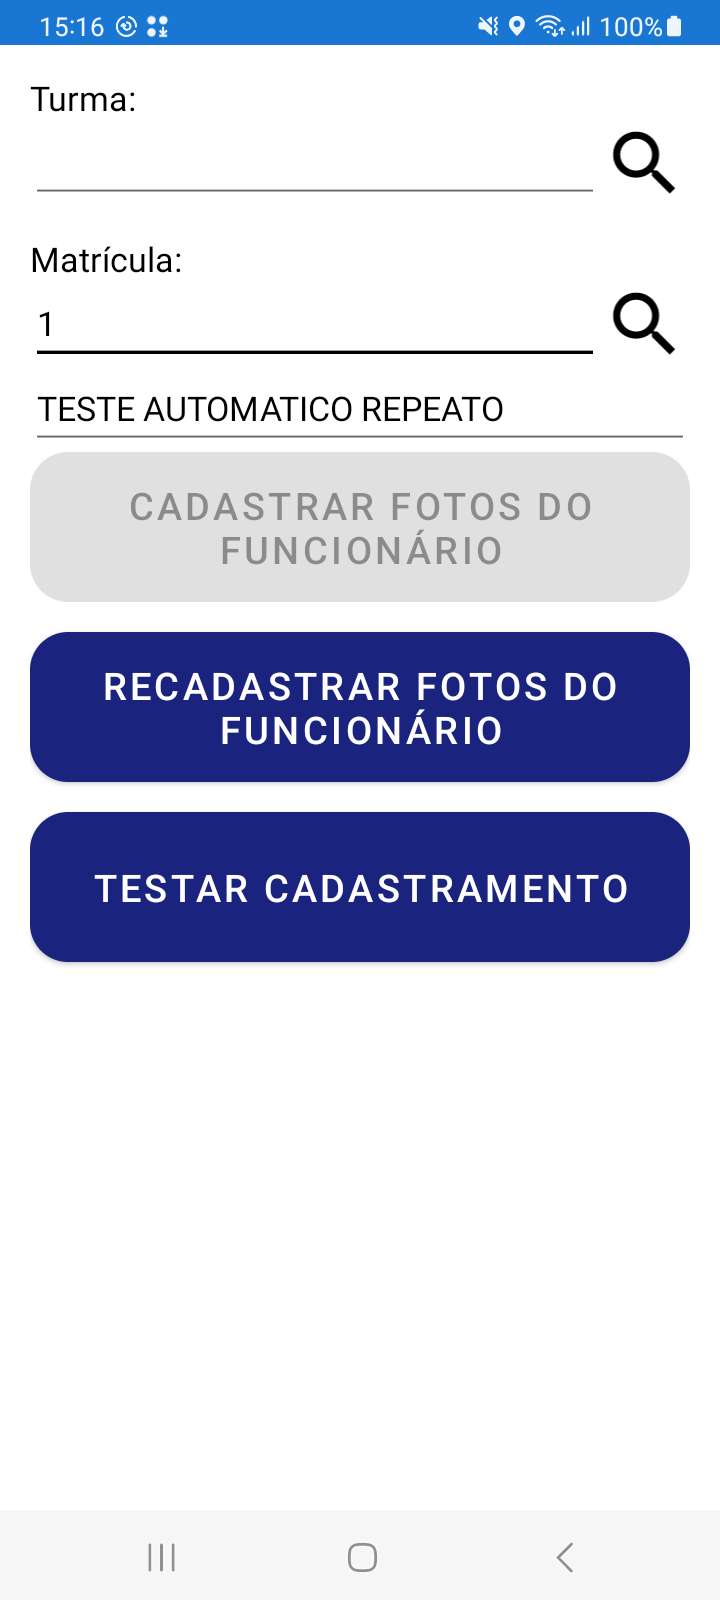 15:16 100%
Turma:
Matrícula:
1
TESTE AUTOMATICO REPEATO
CADASTRAR FOTOS DO
FUNCIONÁRIO
RECADASTRAR FOTOS DO
FUNCIONÁRIO
TESTAR CADASTRAMENTO